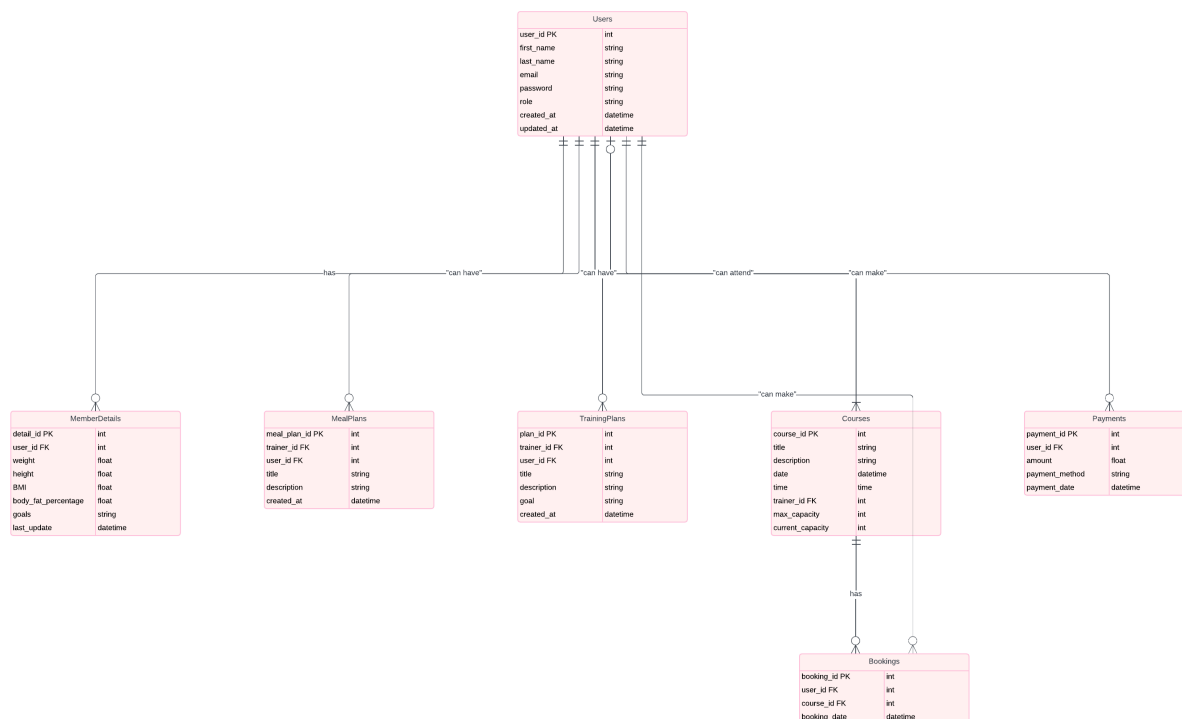 Users
user_id PK int
first_name string
last_name string
email string
password string
role string
created_at datetime
updated_at datetime
has
"can have"
"can have"
"can attend"
"can make"
"can make"
MemberDetails
detail_id PK int
user_id FK int
weight float
height float
BMI float
body_fat_percentage float
goals string
last_update datetime
MealPlans
meal_plan_id PK int
trainer_id FK int
user_id FK int
title string
description string
created_at datetime
TrainingPlans
plan_id PK int
trainer_id FK int
user_id FK int
title string
description string
goal string
created_at datetime
Courses
course_id PK int
title string
description string
date datetime
time time
trainer_id FK int
max_capacity int
current_capacity int
Payments
payment_id PK int
user_id FK int
amount float
payment_method string
payment_date datetime
has
Bookings
booking_id PK int
user_id FK int
course_id FK int
booking_date datetime